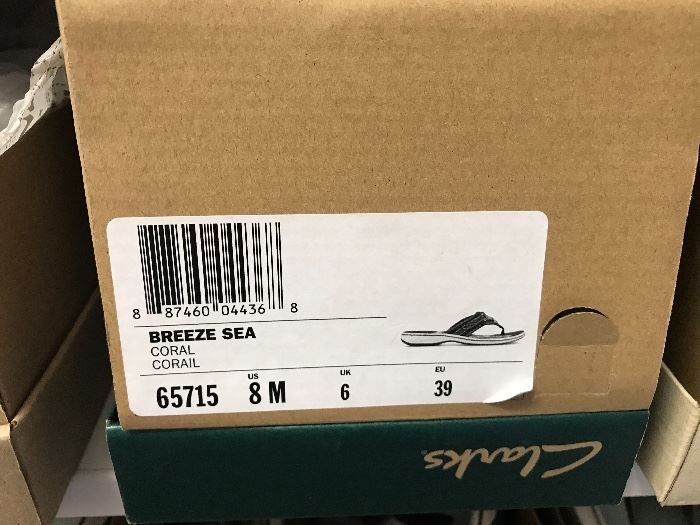 8 87460 04436 8
BREEZE SEA
CORAL
CORAIL
US UK EU
65715 8 M 6 39
Clarks